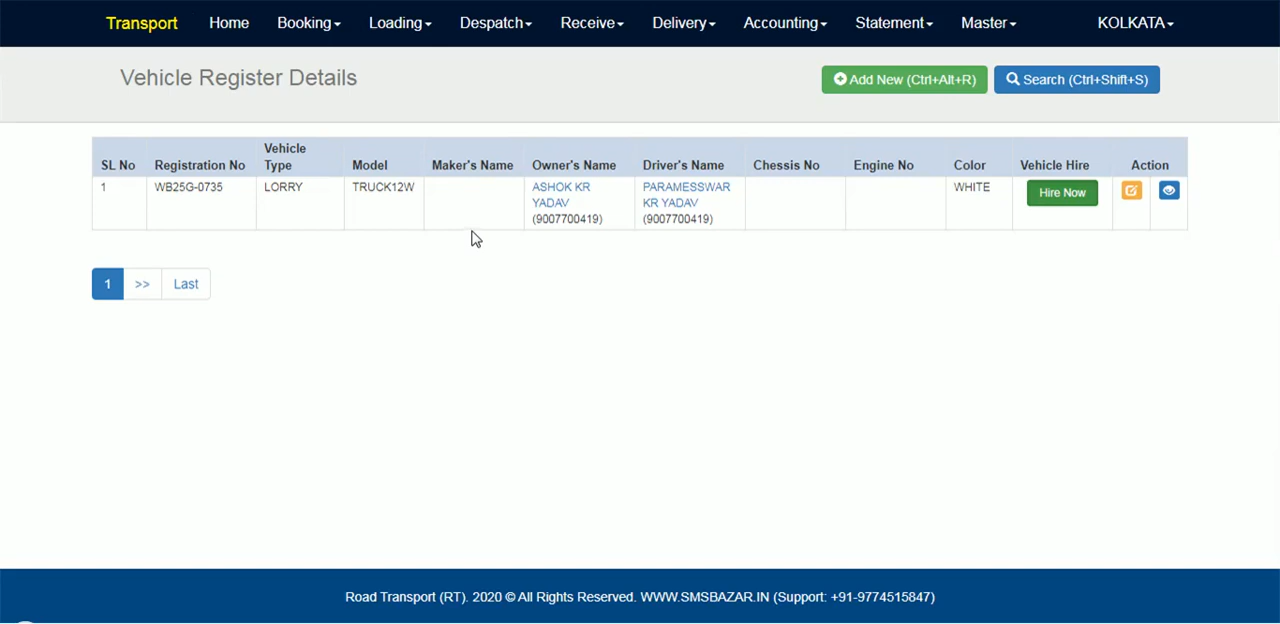 Transport Home Booking Loading Despatch Receive Delivery Accounting Statement Master KOLKATA
Vehicle Register Details
Add New (Ctrl+Alt+R) Search (Ctrl+Shift+S)
SL No Registration No Vehicle Type Model Maker's Name Owner's Name Driver's Name Chessis No Engine No Color Vehicle Hire Action
1 WB25G-0735 LORRY TRUCK12W ASHOK KR YADAV (9007700419) PARAMESSWAR KR YADAV (9007700419) WHITE Hire Now
1 >> Last
Road Transport (RT). 2020 © All Rights Reserved. WWW.SMSBAZAR.IN (Support: +91-9774515847)